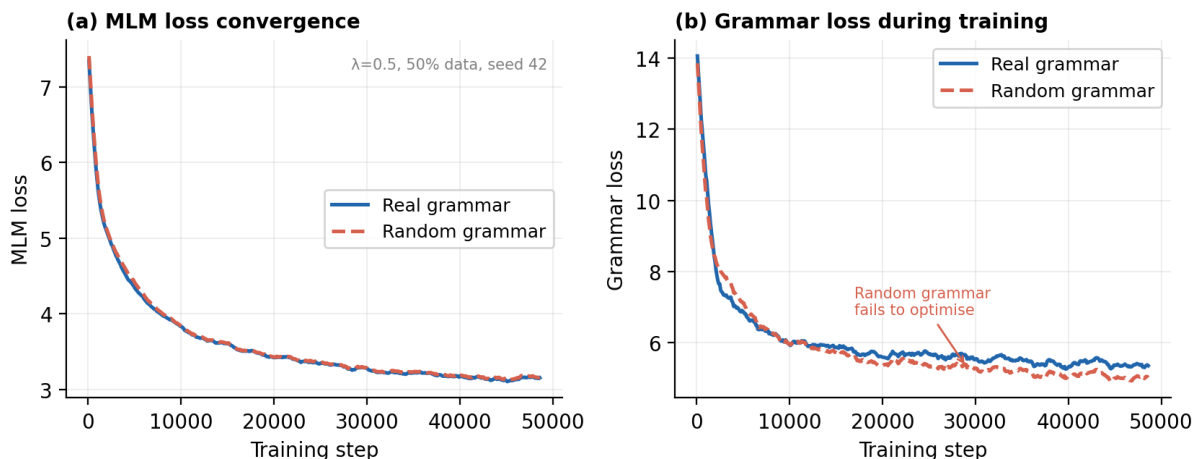 (a) MLM loss convergence
λ=0.5, 50% data, seed 42
MLM loss
7
6
5
4
3
Real grammar
Random grammar
0
10000
20000
30000
40000
50000
Training step
(b) Grammar loss during training
Grammar loss
14
12
10
8
6
Real grammar
Random grammar
Random grammar
fails to optimise
0
10000
20000
30000
40000
50000
Training step